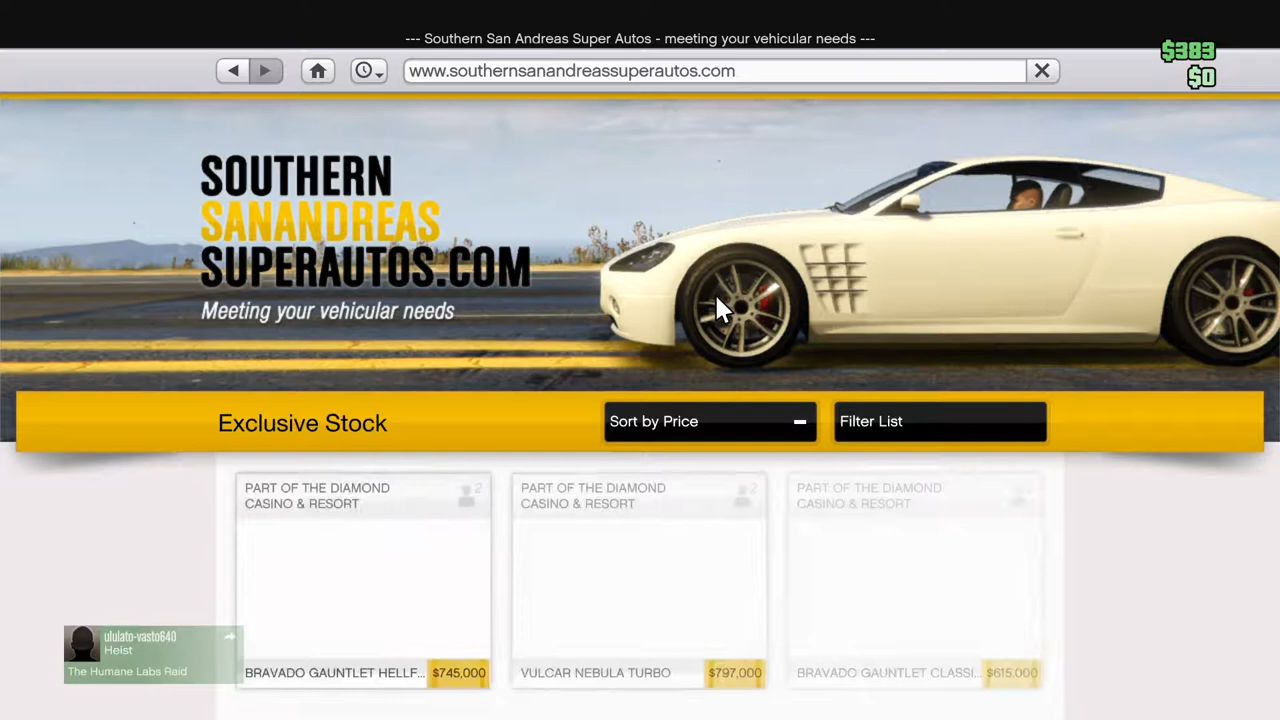 --- Southern San Andreas Super Autos - meeting your vehicular needs ---
www.southernsanandreassuperautos.com
$383
$0
SOUTHERN
SANANDREAS
SUPERAUTOS.COM
Meeting your vehicular needs
Exclusive Stock
Sort by Price
Filter List
PART OF THE DIAMOND
CASINO & RESORT
2
PART OF THE DIAMOND
CASINO & RESORT
2
PART OF THE DIAMOND
CASINO & RESORT
ululato-vasto640
Heist
The Humane Labs Raid
BRAVADO GAUNTLET HELLF... $745,000
VULCAR NEBULA TURBO $797,000
BRAVADO GAUNTLET CLASSI... $615,000